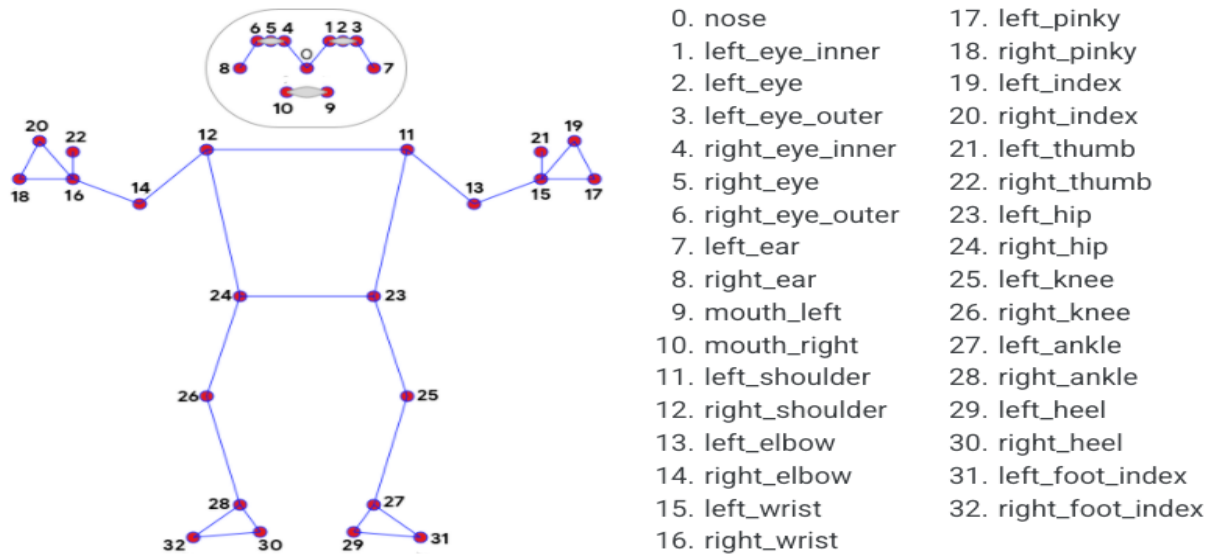 6 5 4 1 2 3
0
8 7
10 9
20 22 12 11 21 19
18 16 14 13 15 17
24 23
26 25
28 27
32 30 29 31
0. nose
1. left_eye_inner
2. left_eye
3. left_eye_outer
4. right_eye_inner
5. right_eye
6. right_eye_outer
7. left_ear
8. right_ear
9. mouth_left
10. mouth_right
11. left_shoulder
12. right_shoulder
13. left_elbow
14. right_elbow
15. left_wrist
16. right_wrist
17. left_pinky
18. right_pinky
19. left_index
20. right_index
21. left_thumb
22. right_thumb
23. left_hip
24. right_hip
25. left_knee
26. right_knee
27. left_ankle
28. right_ankle
29. left_heel
30. right_heel
31. left_foot_index
32. right_foot_index